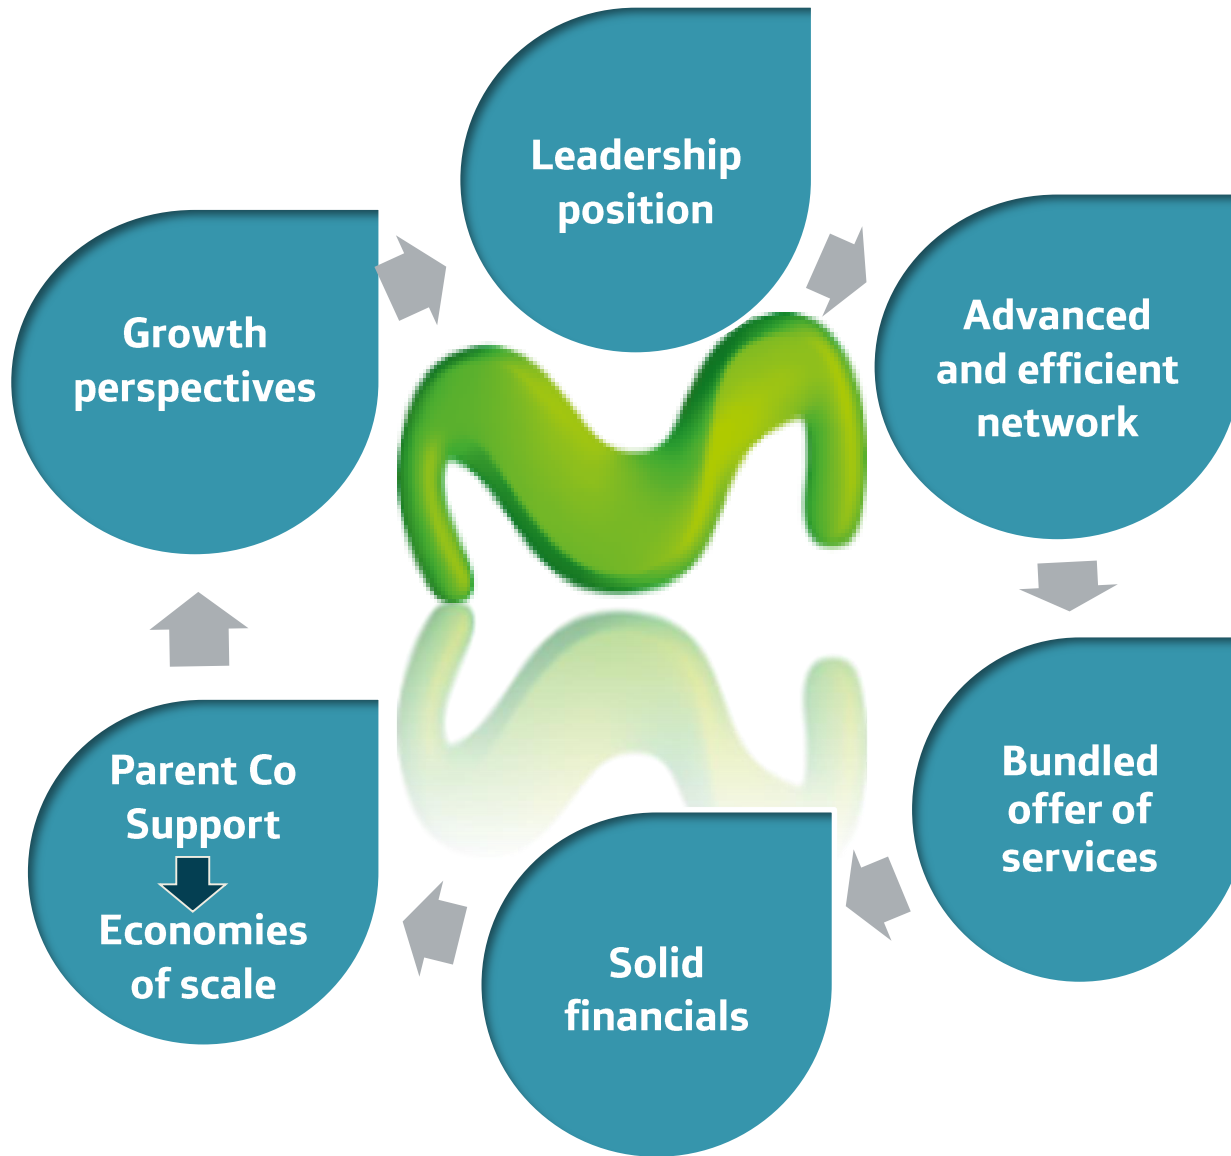 Leadership
position
Advanced
and efficient
network
Bundled
offer of
services
Solid
financials
Parent Co
Support
Economies
of scale
Growth
perspectives